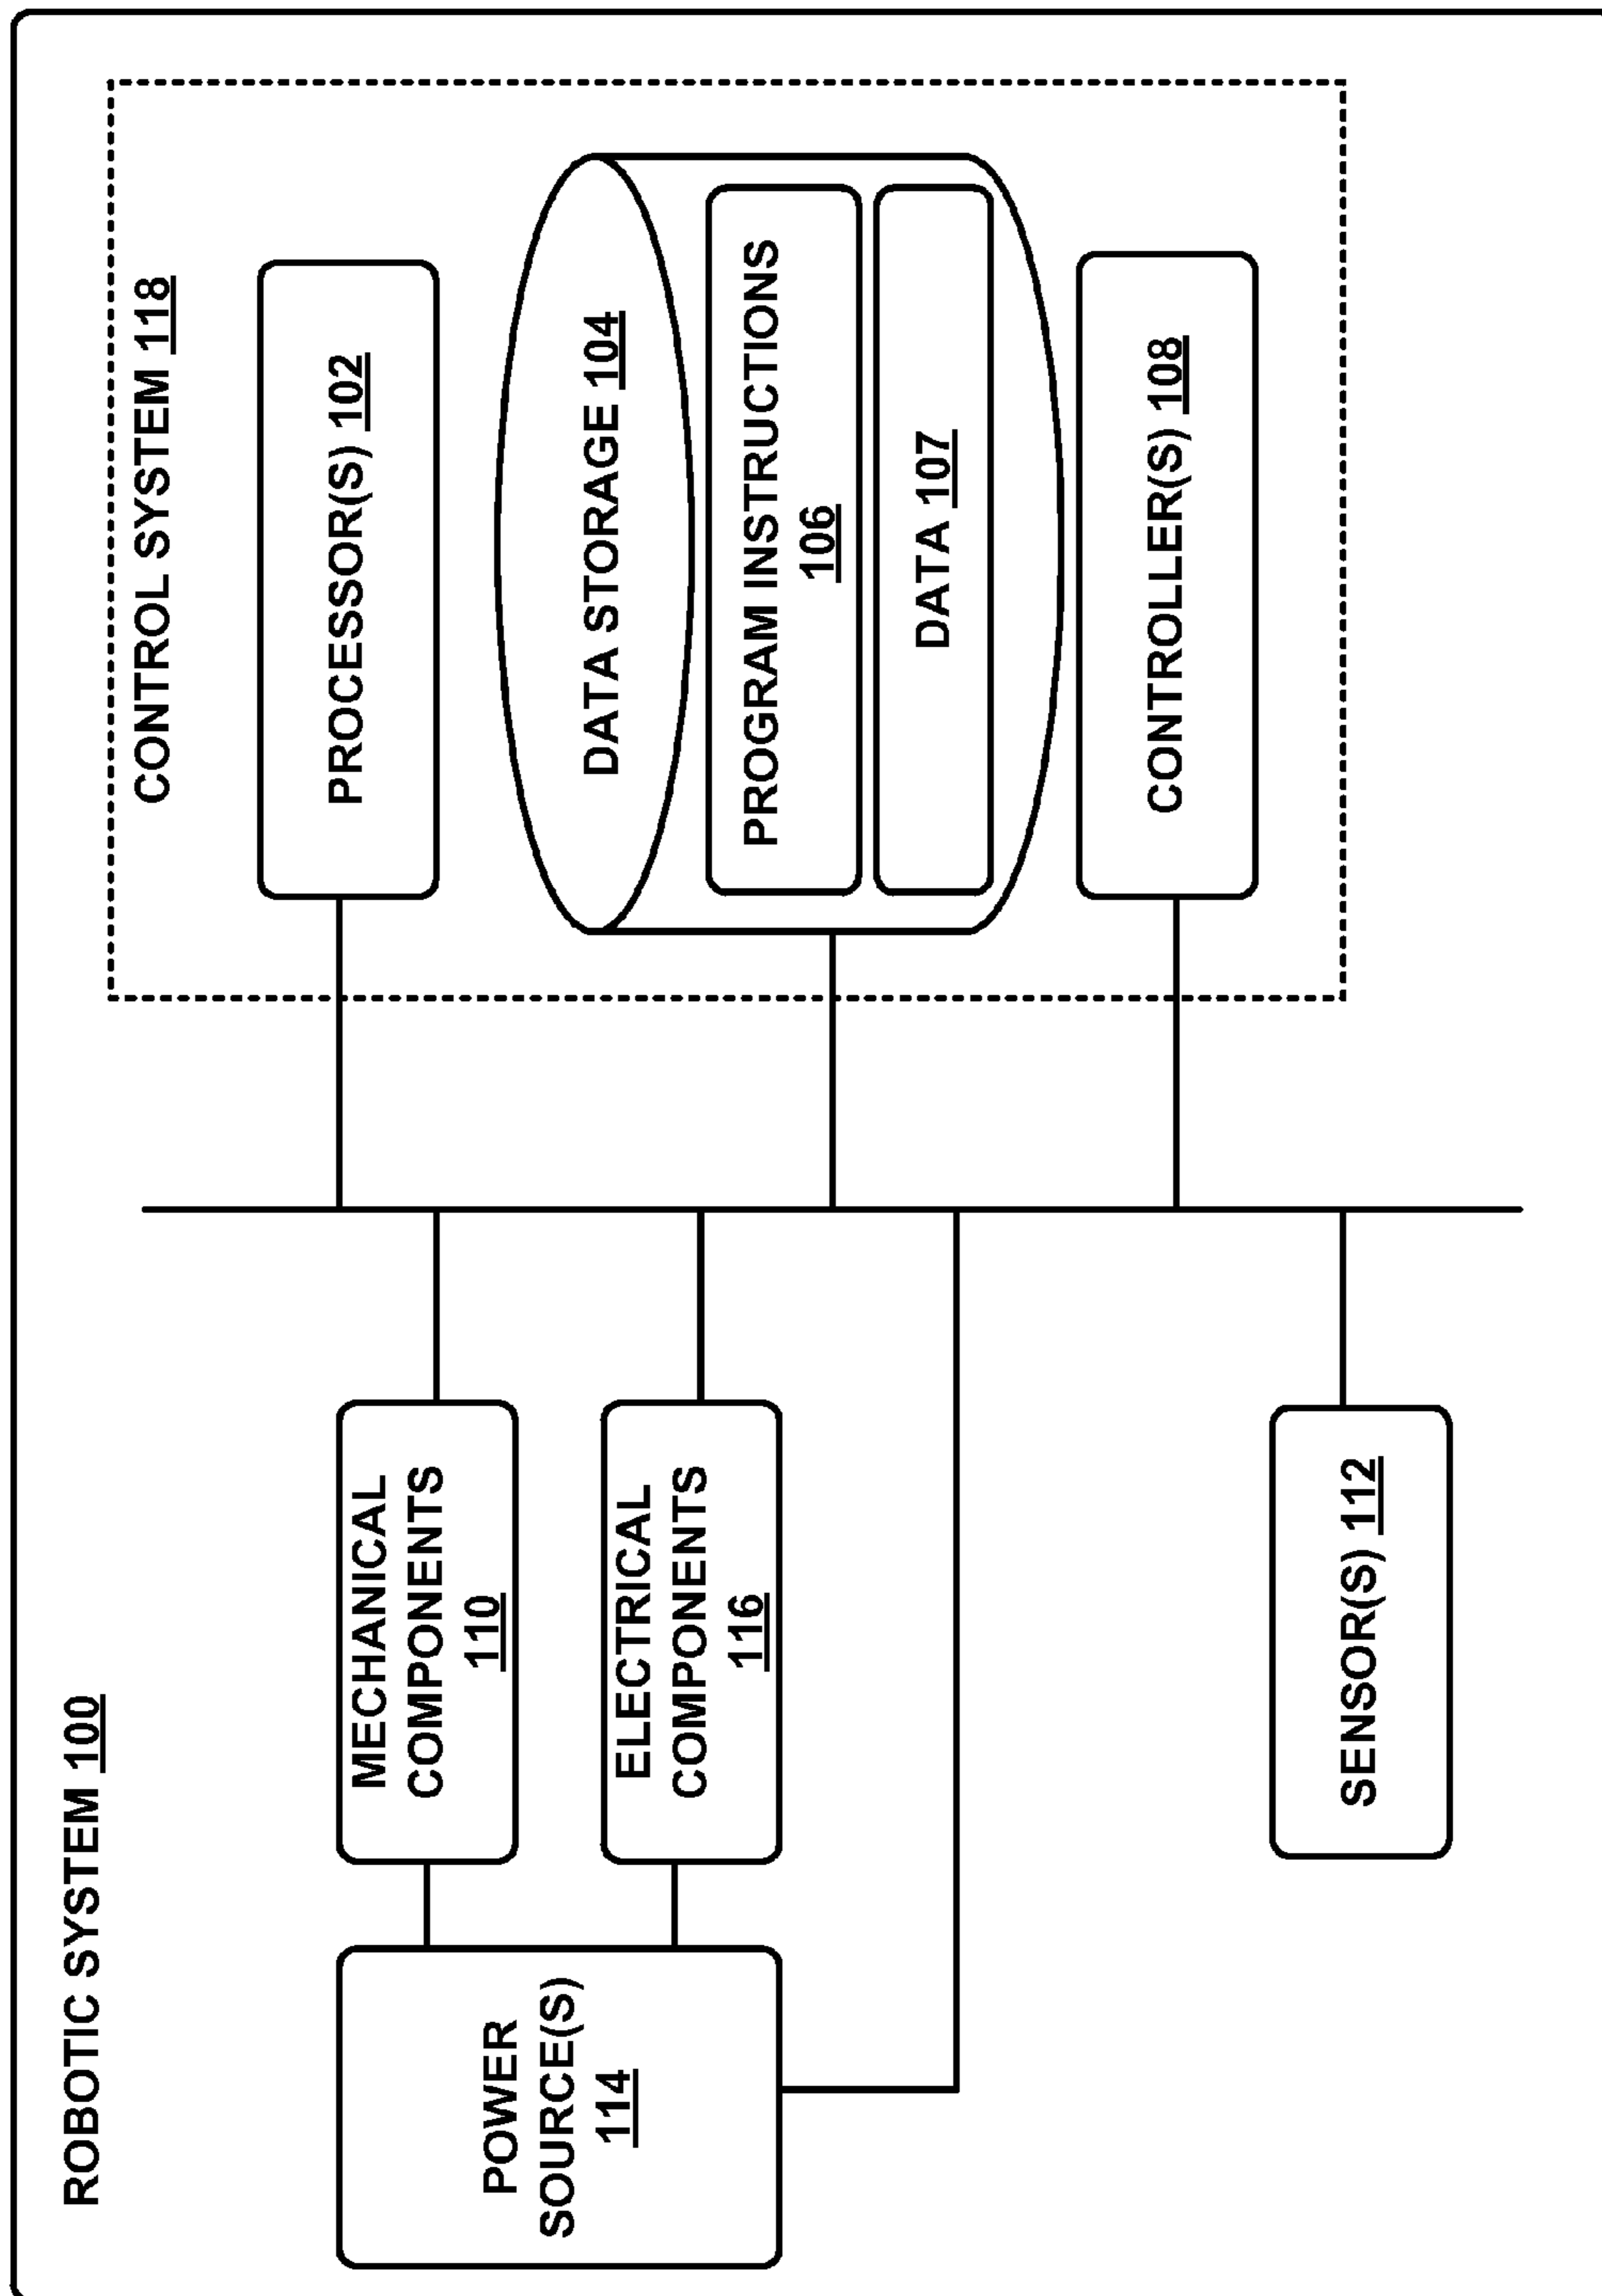 ROBOTIC SYSTEM 100
POWER
SOURCE(S)
114
MECHANICAL
COMPONENTS
110
ELECTRICAL
COMPONENTS
116
SENSOR(S) 112
CONTROL SYSTEM 118
PROCESSOR(S) 102
DATA STORAGE 104
PROGRAM INSTRUCTIONS
106
DATA 107
CONTROLLER(S) 108